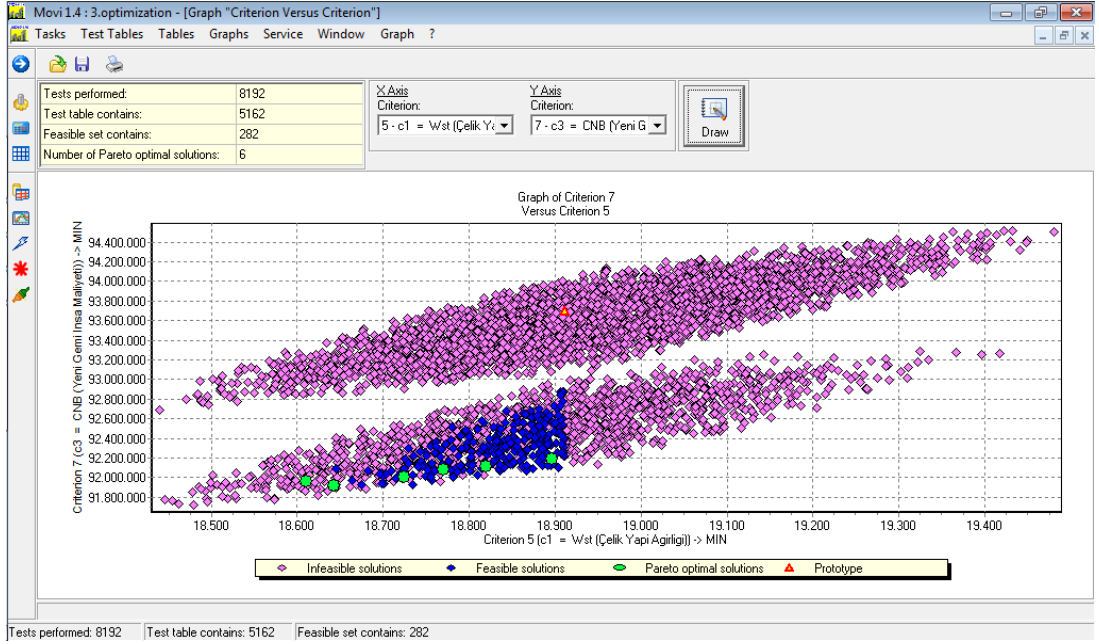 Movi 1.4 : 3.optimization - [Graph "Criterion Versus Criterion"]
Tasks Test Tables Tables Graphs Service Window Graph ?
Tests performed: 8192
Test table contains: 5162
Feasible set contains: 282
Number of Pareto optimal solutions: 6
X Axis
Criterion:
5 - c1 = Wst (Çelik Ya
Y Axis
Criterion:
7 - c3 = CNB (Yeni G
Draw
Graph of Criterion 7
Versus Criterion 5
Criterion 7 (c3 = CNB (Yeni Gemi Insa Maliyeti)) -> MIN
94.400.000
94.200.000
94.000.000
93.800.000
93.600.000
93.400.000
93.200.000
93.000.000
92.800.000
92.600.000
92.400.000
92.200.000
92.000.000
91.800.000
18.500 18.600 18.700 18.800 18.900 19.000 19.100 19.200 19.300 19.400
Criterion 5 (c1 = Wst (Çelik Yapi Agirligi)) -> MIN
Infeasible solutions Feasible solutions Pareto optimal solutions Prototype
Tests performed: 8192 Test table contains: 5162 Feasible set contains: 282